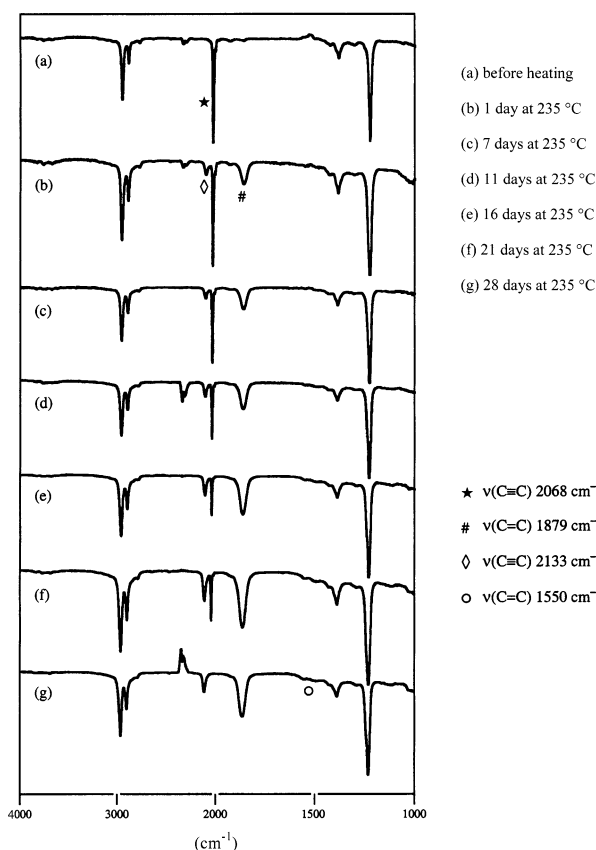 (a)
★
(b)
◊
#
(c)
(d)
(e)
(f)
(g)
○
4000 3000 2000 1500 1000
(cm-1)
(a) before heating
(b) 1 day at 235 °C
(c) 7 days at 235 °C
(d) 11 days at 235 °C
(e) 16 days at 235 °C
(f) 21 days at 235 °C
(g) 28 days at 235 °C
★ ν(C≡C) 2068 cm–
# ν(C=C) 1879 cm–
◊ ν(C≡C) 2133 cm–
○ ν(C=C) 1550 cm–